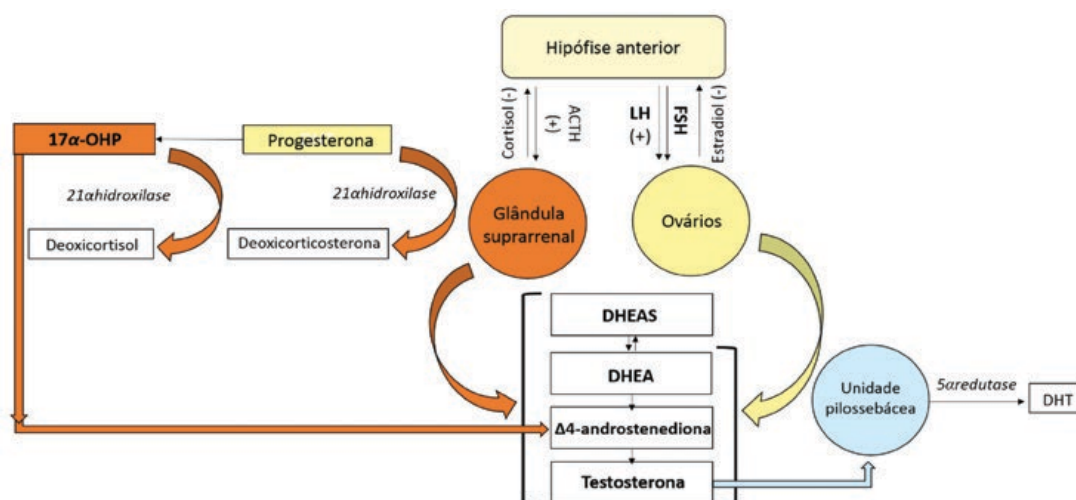 Hipófise anterior
Cortisol (-)
ACTH
(+)
LH
(+)
FSH
Estradiol (-)
17α-OHP
Progesterona
21αhidroxilase
21αhidroxilase
Deoxicortisol
Deoxicorticosterona
Glândula
suprarrenal
Ovários
DHEAS
DHEA
Δ4-androstenediona
Testosterona
Unidade
pilossebácea
5αredutase
DHT